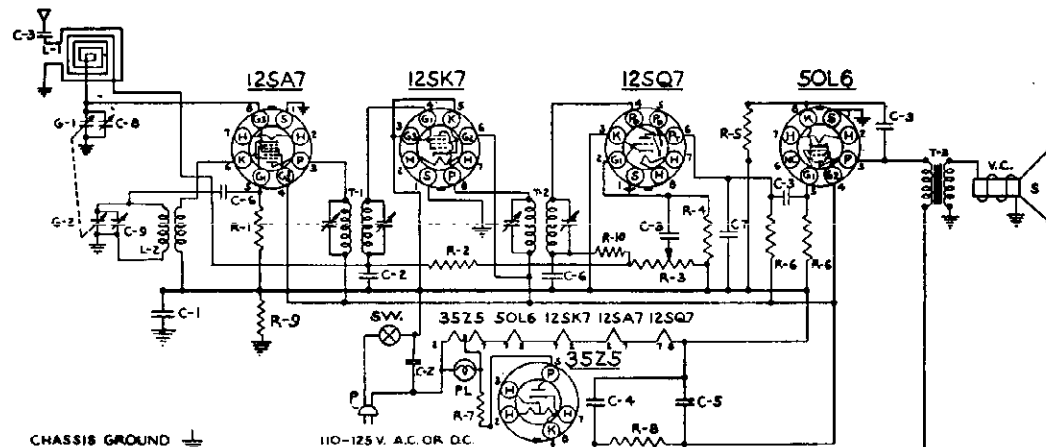 C-3
L-1
12SA7
12SK7
12SQ7
50L6
G-1
C-8
R-5
C-3
T-2
V.C.
S
G-2
C-9
L-2
C-6
R-1
T-1
T-2
C-3
R-4
C-7
C-3
R-10
R-2
C-2
C-6
R-3
R-6
R-6
C-1
R-9
SW.
35Z5
50L6
12SK7
12SA7
12SQ7
C-2
35Z5
P
PL
R-7
C-4
C-5
R-8
CHASSIS GROUND
110-125 V. A.C. OR D.C.